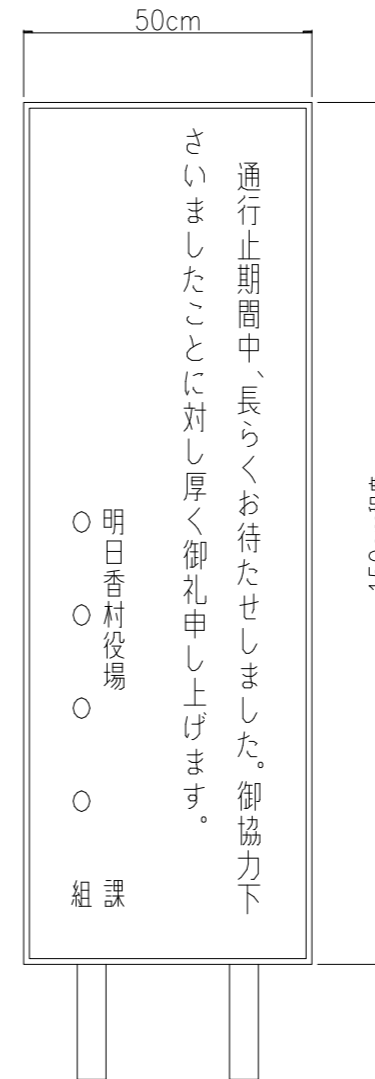 50cm
通行止期間中、長らくお待たせしました。御協力下
さいましたことに対し厚く御礼申し上げます。
明日香村役場 課
○ ○ ○ ○ 組